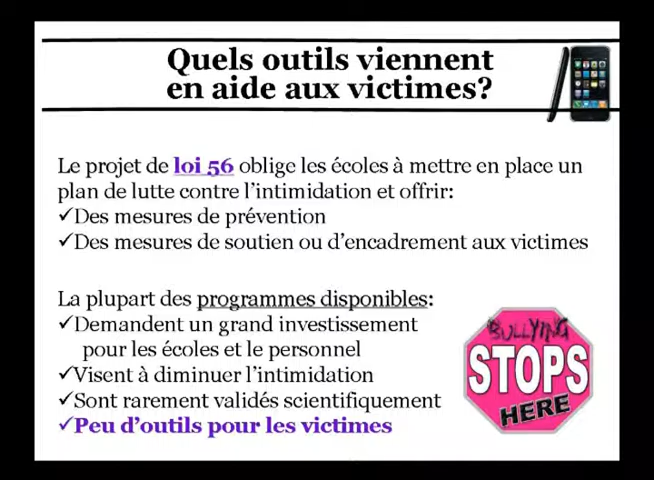 Quels outils viennent
en aide aux victimes?
Le projet de loi 56 oblige les écoles à mettre en place un
plan de lutte contre l'intimidation et offrir:
✓Des mesures de prévention
✓Des mesures de soutien ou d'encadrement aux victimes
La plupart des programmes disponibles:
✓Demandent un grand investissement
pour les écoles et le personnel
✓Visent à diminuer l'intimidation
✓Sont rarement validés scientifiquement
✓Peu d'outils pour les victimes
BULLYING
STOPS
HERE